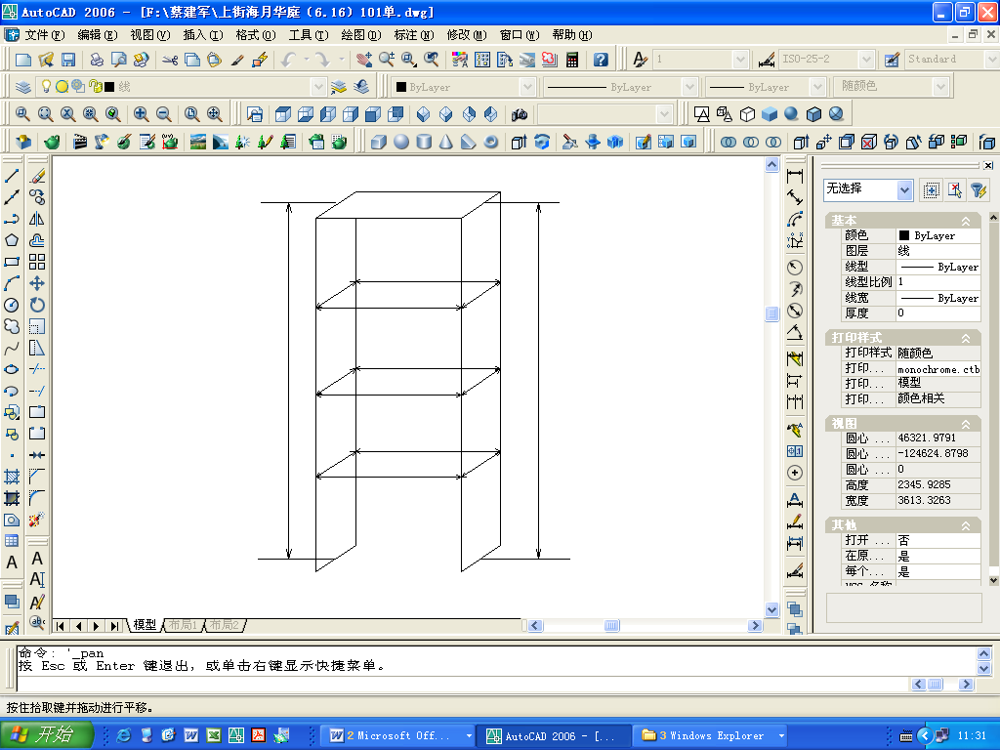 AutoCAD 2006 - [F:\蔡建军\上街海月华庭（6.16）101单.dwg]
文件(F) 编辑(E) 视图(V) 插入(I) 格式(O) 工具(T) 绘图(D) 标注(N) 修改(M) 窗口(W) 帮助(H)
1 ISO-25-2 Standard
线 ByLayer ByLayer ByLayer 随颜色
无选择
基本
颜色 ByLayer
图层 线
线型 ByLayer
线型比例 1
线宽 ByLayer
厚度 0
打印样式
打印样式 随颜色
打印... monochrome.ctb
打印... 模型
打印... 颜色相关
视图
圆心 ... 46321.9791
圆心 ... -124624.8798
圆心 ... 0
高度 2345.9285
宽度 3613.3263
其他
打开 ... 否
在原... 是
每个... 是
模型 布局1 布局2
命令: '_pan
按 Esc 或 Enter 键退出，或单击右键显示快捷菜单。
按住拾取键并拖动进行平移。
开始 2 Microsoft Off... AutoCAD 2006 - [... 3 Windows Explorer 11:31